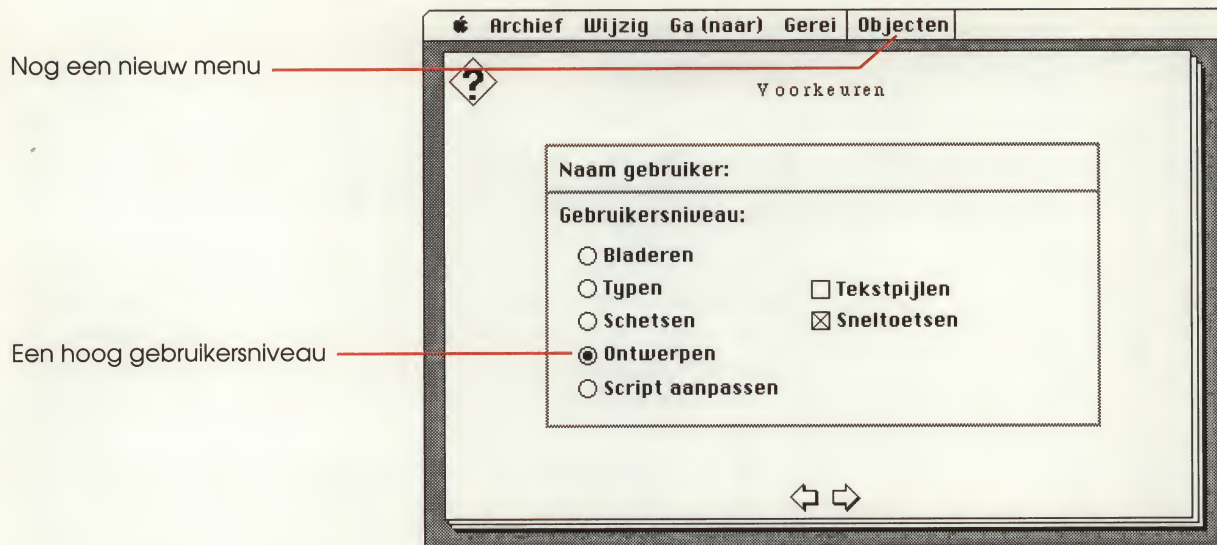 Archief Wijzig Ga (naar) Gerei Objecten
Nog een nieuw menu
?
Voorkeuren
Naam gebruiker:
Gebruikersniveau:
Bladeren
Typen
Tekstpijlen
Schetsen
Sneltoetsen
Een hoog gebruikersniveau
Ontwerpen
Script aanpassen